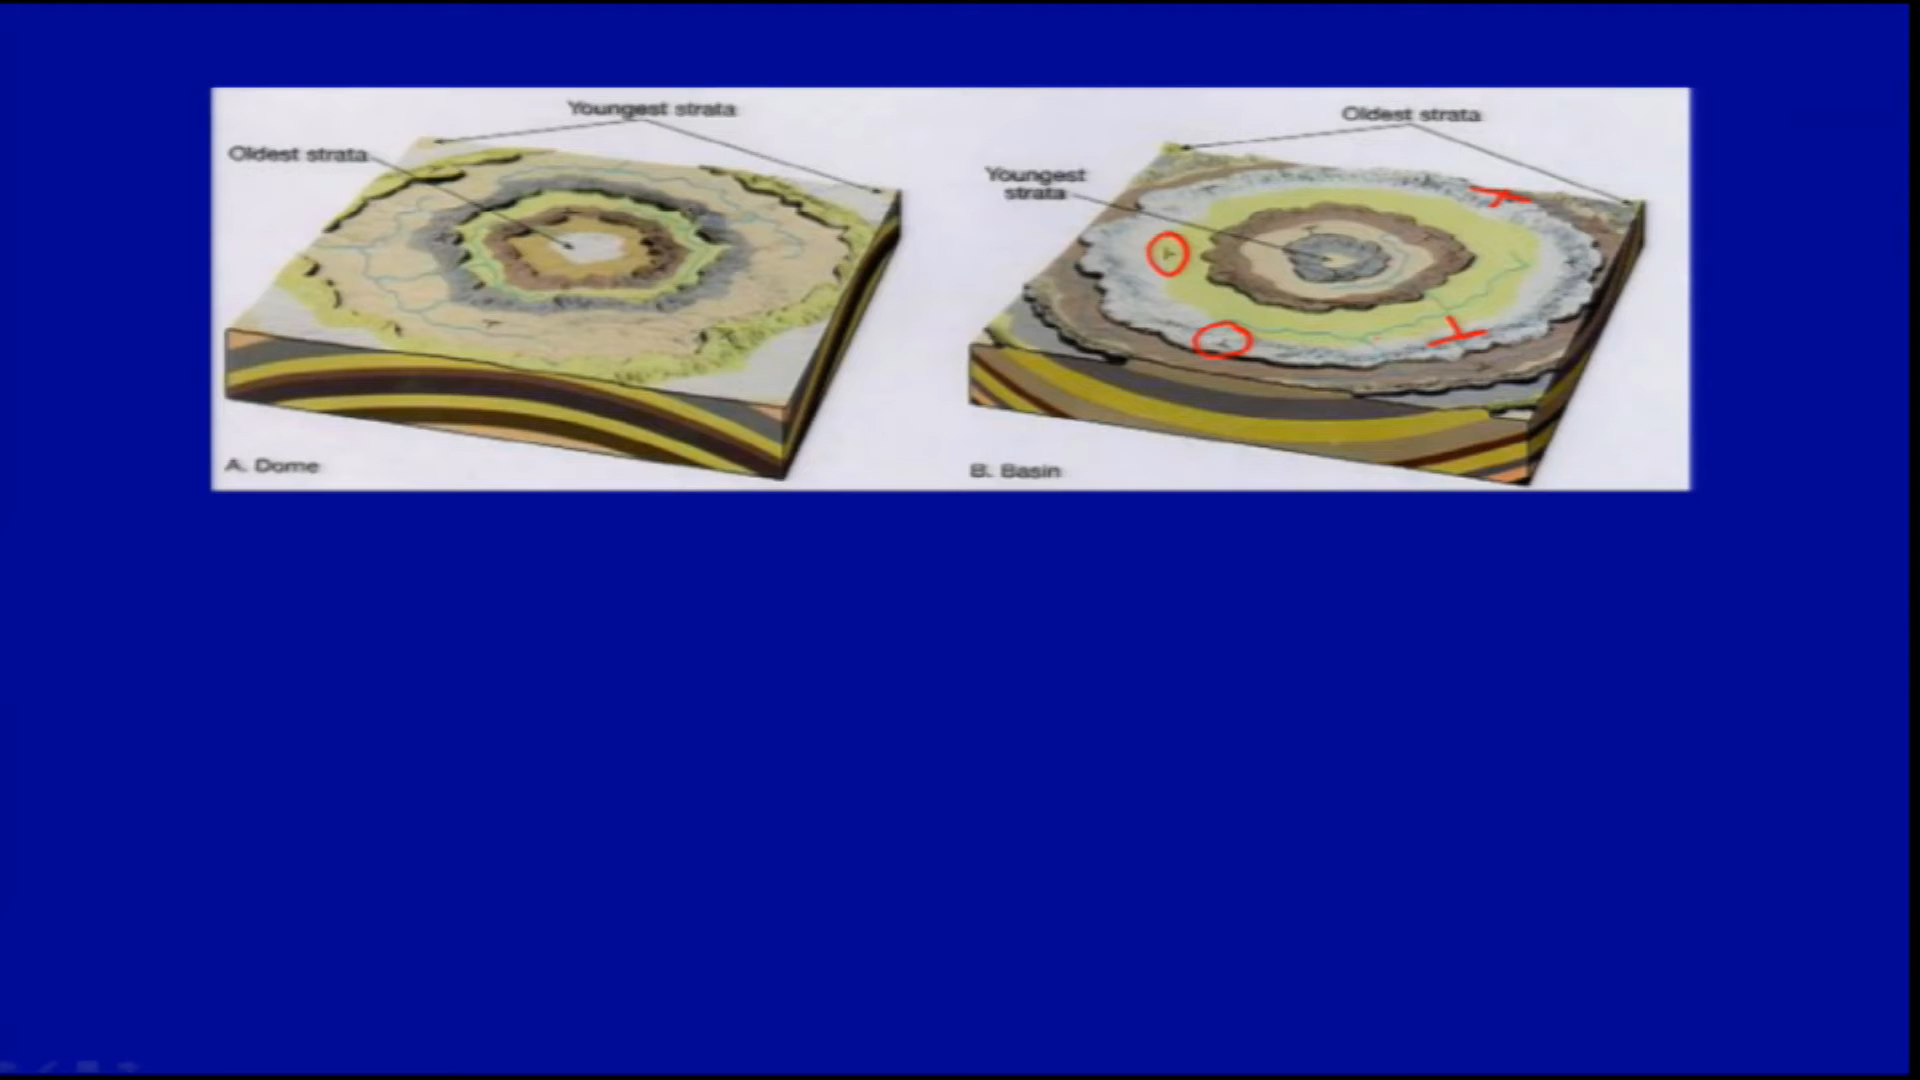 Youngest strata
Oldest strata
A. Dome
Oldest strata
Youngest
strata
B. Basin